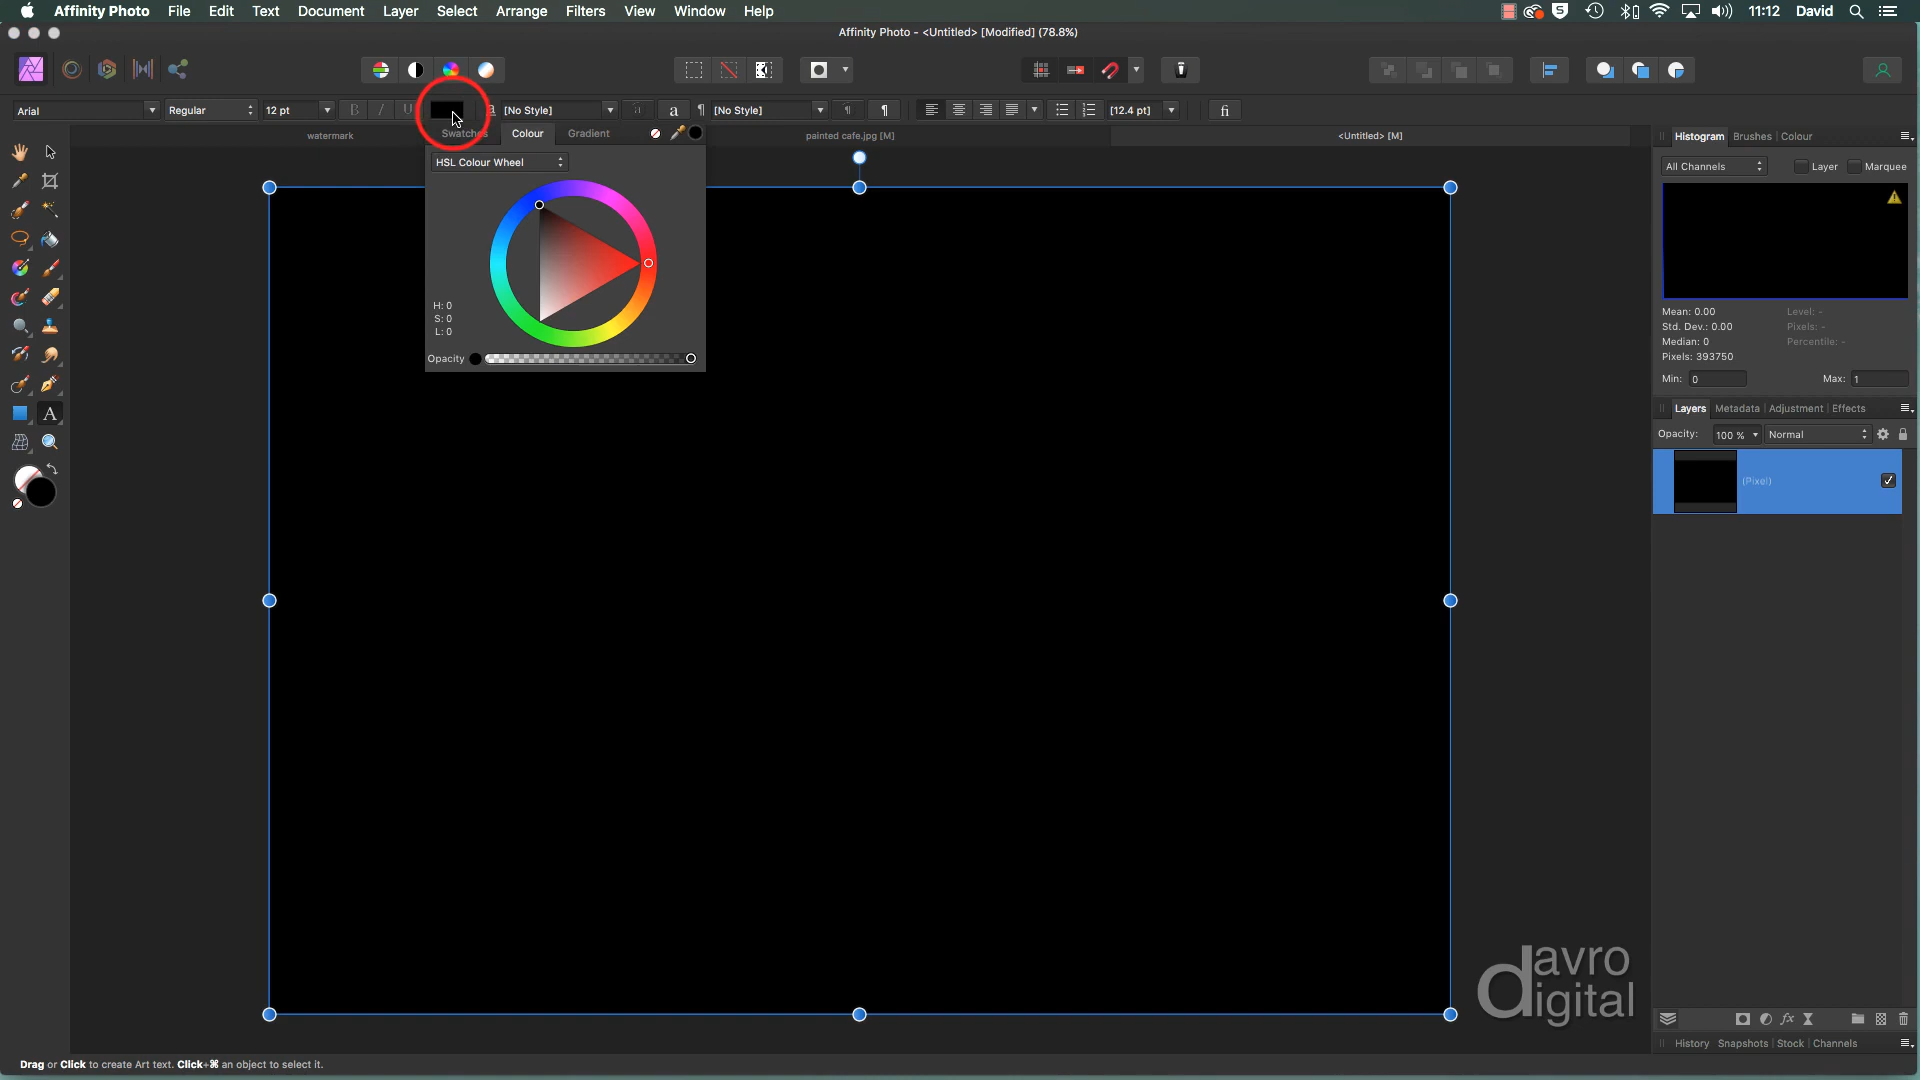 Affinity Photo File Edit Text Document Layer Select Arrange Filters View Window Help 11:12 David
Affinity Photo - <Untitled> [Modified] (78.8%)
Arial Regular 12 pt B I U a [No Style] a ¶ [No Style] ¶ ¶ [12.4 pt] fi
watermark painted cafe.jpg [M] <Untitled> [M]
Swatches Colour Gradient
HSL Colour Wheel
H: 0
S: 0
L: 0
Opacity
A
Histogram Brushes Colour
All Channels Layer Marquee
Mean: 0.00 Level: -
Std. Dev.: 0.00 Pixels: -
Median: 0 Percentile: -
Pixels: 393750
Min: 0 Max: 1
Layers Metadata Adjustment Effects
Opacity: 100 % Normal
(Pixel)
davro
digital
fx
History Snapshots Stock Channels
Drag or Click to create Art text. Click+⌘ an object to select it.